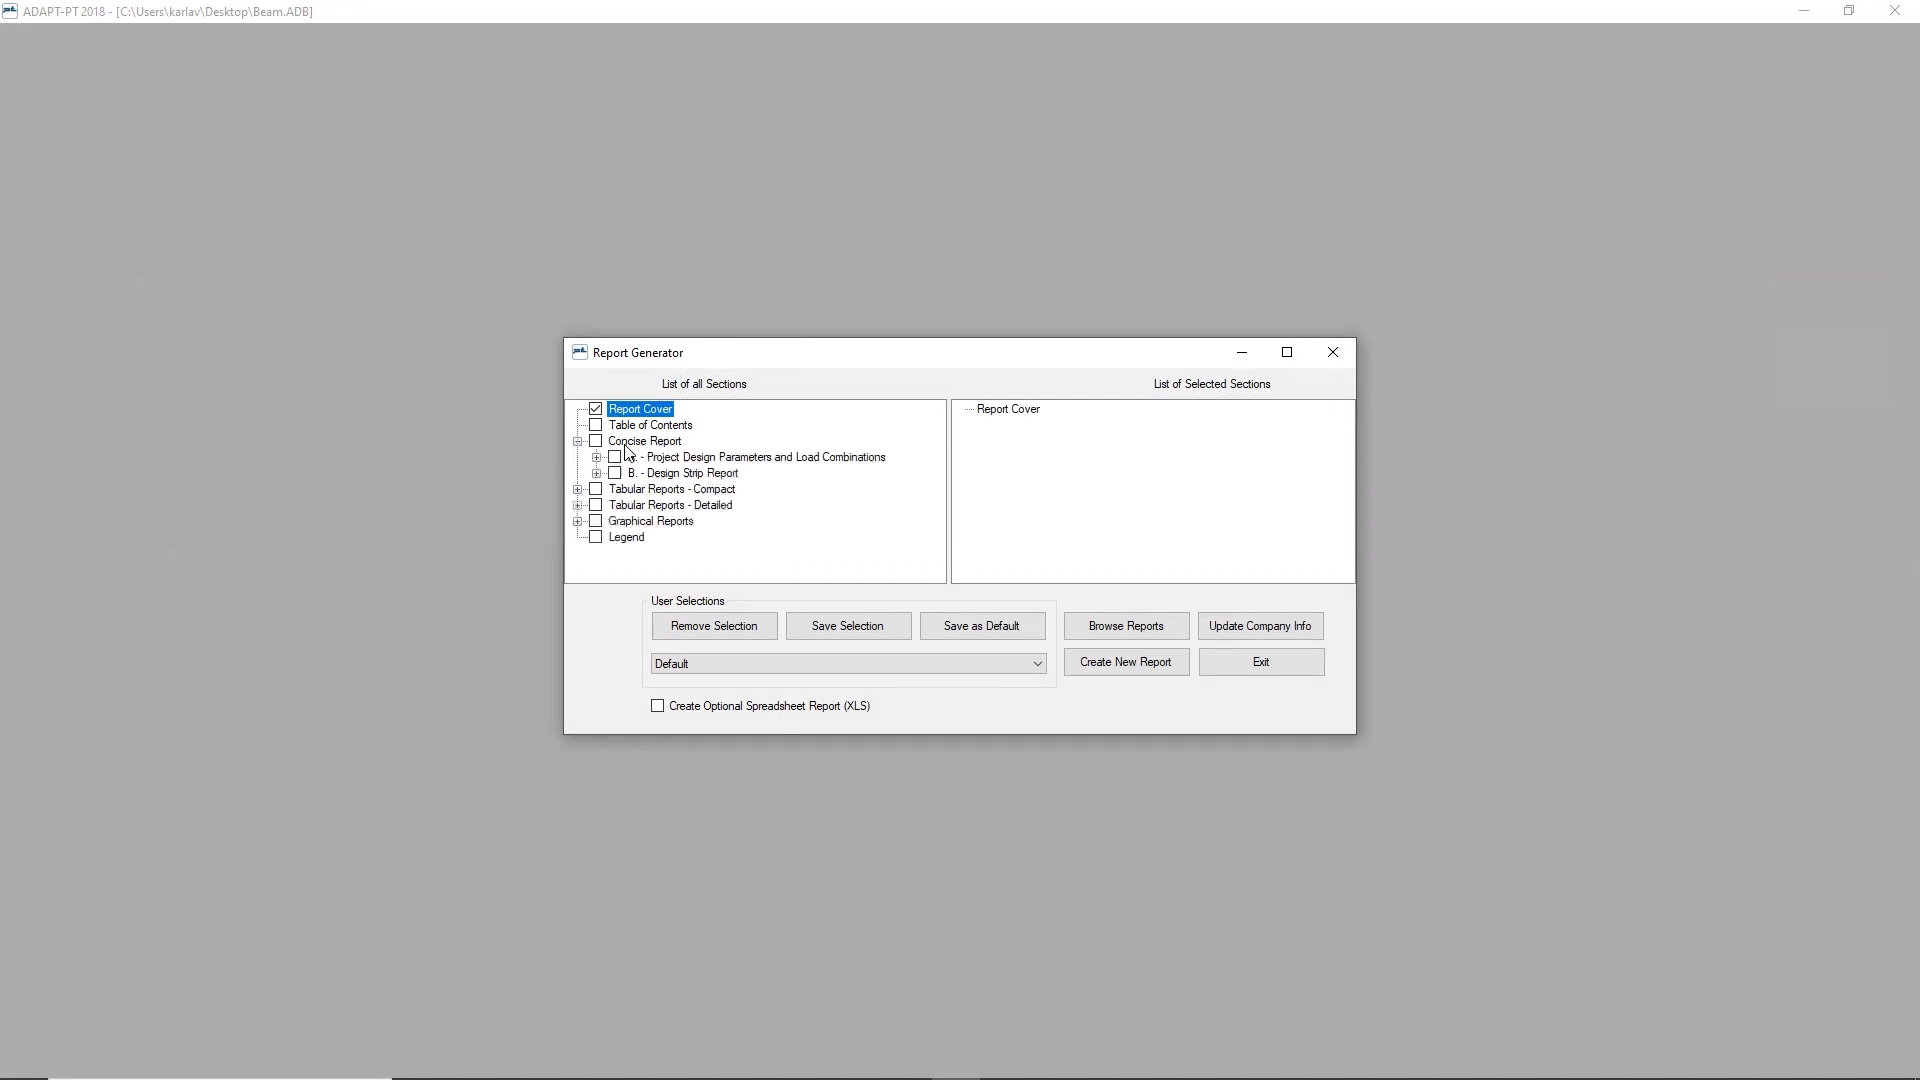 ADAPT-PT 2018 - [C:\Users\karlav\Desktop\Beam.ADB]
Report Generator
List of all Sections
List of Selected Sections
Report Cover
Table of Contents
Concise Report
- Project Design Parameters and Load Combinations
B. - Design Strip Report
Tabular Reports - Compact
Tabular Reports - Detailed
Graphical Reports
Legend
Report Cover
User Selections
Remove Selection
Save Selection
Save as Default
Browse Reports
Update Company Info
Default
Create New Report
Exit
Create Optional Spreadsheet Report (XLS)